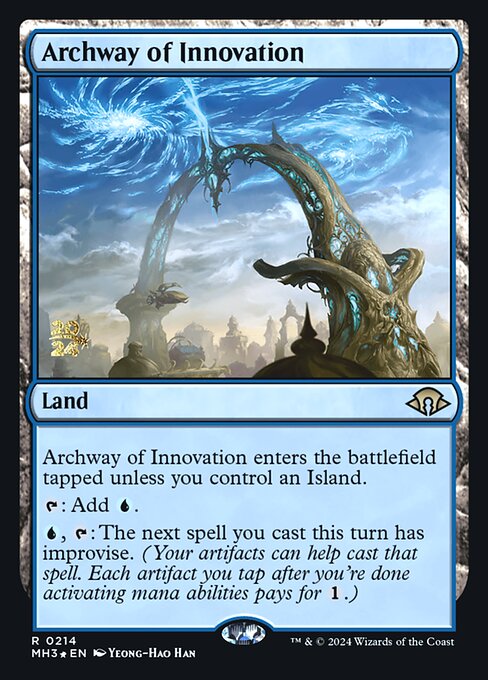 Archway of Innovation
Land
Archway of Innovation enters the battlefield
tapped unless you control an Island.
: Add .
, : The next spell you cast this turn has
improvise. (Your artifacts can help cast that
spell. Each artifact you tap after you're done
activating mana abilities pays for 1.)
R 0214
MH3★EN Yeong-Hao Han
™ & © 2024 Wizards of the Coast